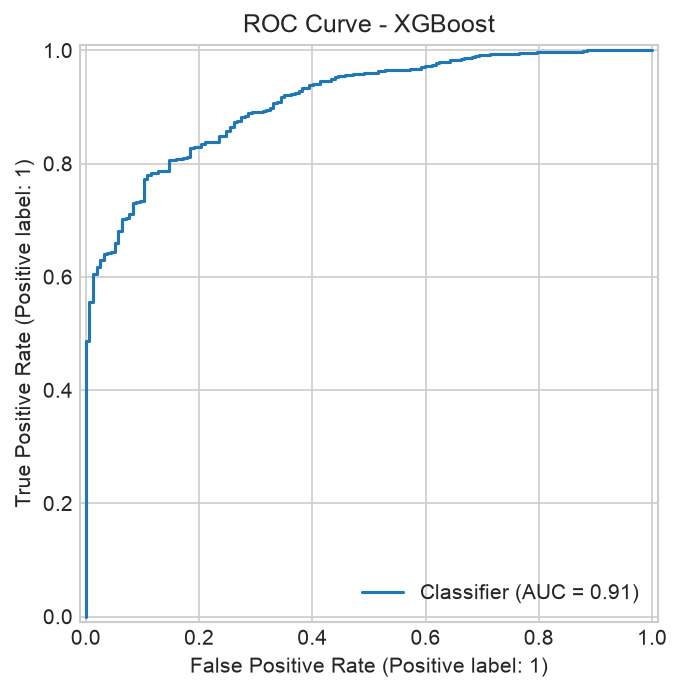 ROC Curve - XGBoost
True Positive Rate (Positive label: 1)
1.0
0.8
0.6
0.4
0.2
0.0
Classifier (AUC = 0.91)
0.0 0.2 0.4 0.6 0.8 1.0
False Positive Rate (Positive label: 1)